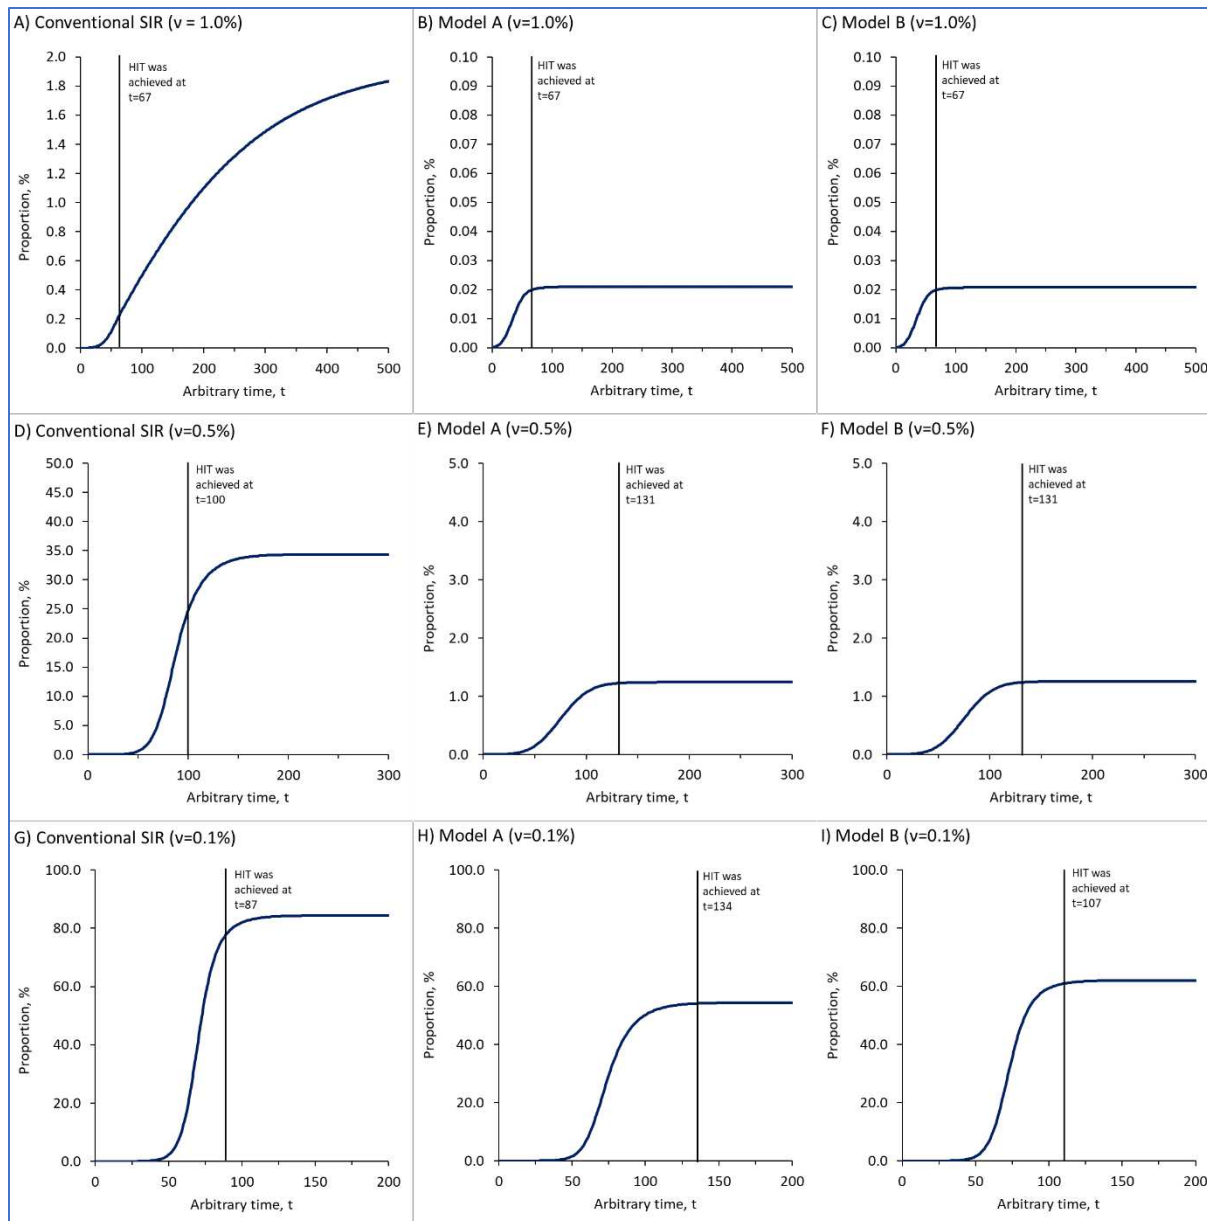 A) Conventional SIR (v = 1.0%)
2.0
1.8
1.6
1.4
1.2
1.0
0.8
0.6
0.4
0.2
0.0
Proportion, %
HIT was
achieved at
t=67
0 100 200 300 400 500
Arbitrary time, t
B) Model A (v=1.0%)
0.10
0.09
0.08
0.07
0.06
0.05
0.04
0.03
0.02
0.01
0.00
Proportion, %
HIT was
achieved at
t=67
0 100 200 300 400 500
Arbitrary time, t
C) Model B (v=1.0%)
0.10
0.09
0.08
0.07
0.06
0.05
0.04
0.03
0.02
0.01
0.00
Proportion, %
HIT was
achieved at
t=67
0 100 200 300 400 500
Arbitrary time, t
D) Conventional SIR (v=0.5%)
50.0
45.0
40.0
35.0
30.0
25.0
20.0
15.0
10.0
5.0
0.0
Proportion, %
HIT was
achieved at
t=100
0 100 200 300
Arbitrary time, t
E) Model A (v=0.5%)
5.0
4.0
3.0
2.0
1.0
0.0
Proportion, %
HIT was
achieved at
t=131
0 100 200 300
Arbitrary time, t
F) Model B (v=0.5%)
5.0
4.0
3.0
2.0
1.0
0.0
Proportion, %
HIT was
achieved at
t=131
0 100 200 300
Arbitrary time, t
G) Conventional SIR (v=0.1%)
100.0
80.0
60.0
40.0
20.0
0.0
Proportion, %
HIT was
achieved at
t=87
0 50 100 150 200
Arbitrary time, t
H) Model A (v=0.1%)
100.0
80.0
60.0
40.0
20.0
0.0
Proportion, %
HIT was
achieved at
t=134
0 50 100 150 200
Arbitrary time, t
I) Model B (v=0.1%)
100.0
80.0
60.0
40.0
20.0
0.0
Proportion, %
HIT was
achieved at
t=107
0 50 100 150 200
Arbitrary time, t